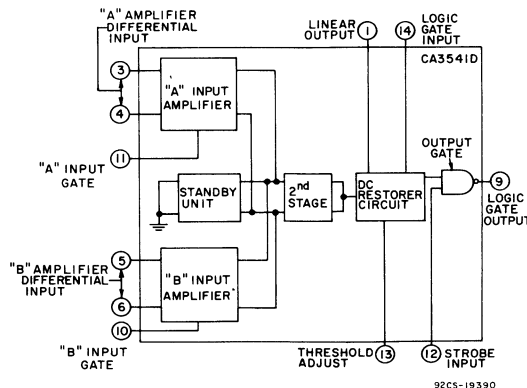 "A" AMPLIFIER
DIFFERENTIAL
INPUT
LINEAR
OUTPUT
LOGIC
GATE
INPUT
1
14
CA3541D
3
4
"A" INPUT
AMPLIFIER
11
"A" INPUT
GATE
OUTPUT
GATE
STANDBY
UNIT
2nd
STAGE
DC
RESTORER
CIRCUIT
9
LOGIC
GATE
OUTPUT
5
"B" AMPLIFIER
DIFFERENTIAL
INPUT
6
"B" INPUT
AMPLIFIER
10
"B" INPUT
GATE
THRESHOLD
ADJUST
13
12
STROBE
INPUT
92CS-19390